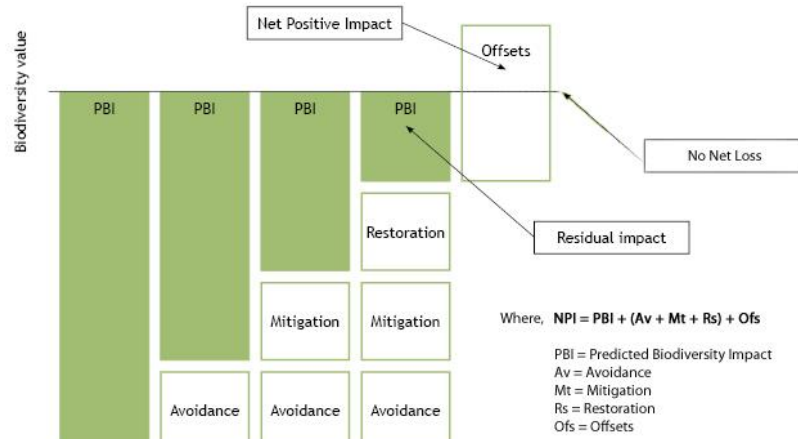 Biodiversity value
Net Positive Impact
Offsets
PBI
PBI
PBI
PBI
No Net Loss
Restoration
Residual impact
Mitigation
Mitigation
Avoidance
Avoidance
Avoidance
Where, NPI = PBI + (Av + Mt + Rs) + Ofs
PBI = Predicted Biodiversity Impact
Av = Avoidance
Mt = Mitigation
Rs = Restoration
Ofs = Offsets